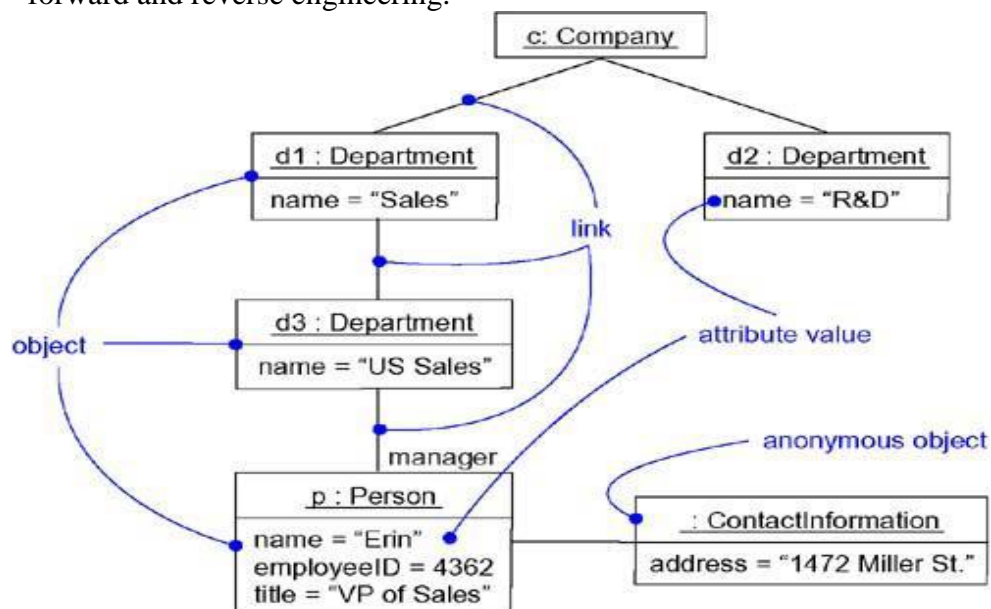 forward and reverse engineering.
c: Company
d1 : Department
name = “Sales”
d2 : Department
name = “R&D”
link
d3 : Department
name = “US Sales”
object
attribute value
anonymous object
manager
p : Person
name = “Erin”
employeeID = 4362
title = “VP of Sales”
: ContactInformation
address = “1472 Miller St.”